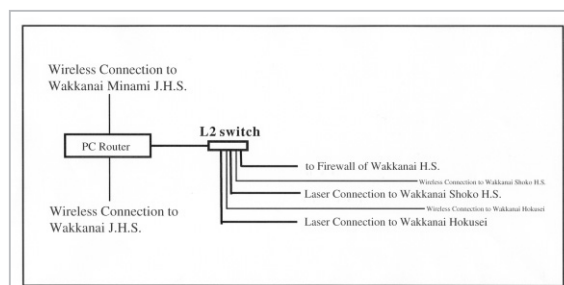 Wireless Connection to
Wakkanai Minami J.H.S.
L2 switch
PC Router
to Firewall of Wakkanai H.S.
Wireless Connection to Wakkanai Shoko H.S.
Laser Connection to Wakkanai Shoko H.S.
Wireless Connection to Wakkanai Hokusei
Laser Connection to Wakkanai Hokusei
Wireless Connection to
Wakkanai J.H.S.